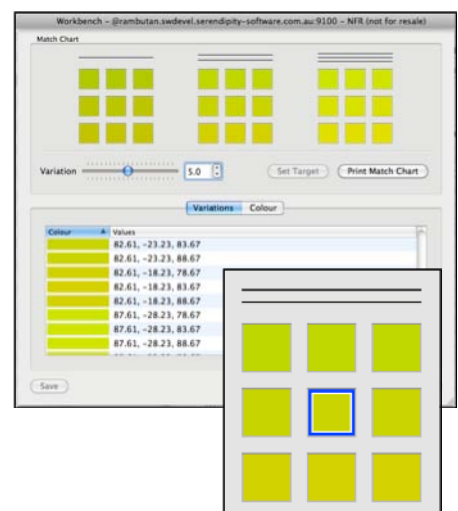 Workbench - @rambutan.swdevel.serendipity-software.com.au:9100 - NFR (not for resale)
Match Chart
Variation 5.0 Set Target Print Match Chart
Variations Colour
Colour Values
82.61, -23.23, 83.67
82.61, -23.23, 88.67
82.61, -18.23, 78.67
82.61, -18.23, 83.67
82.61, -18.23, 88.67
87.61, -28.23, 78.67
87.61, -28.23, 83.67
87.61, -28.23, 88.67
Save